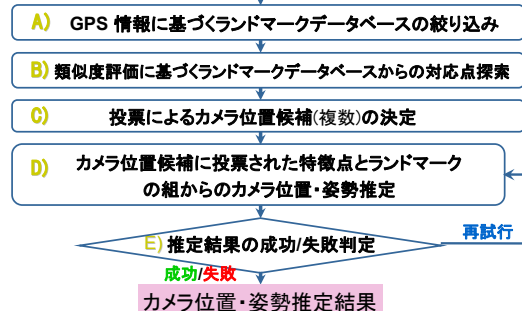 A) GPS 情報に基づくランドマークデータベースの絞り込み
B) 類似度評価に基づくランドマークデータベースからの対応点探索
C) 投票によるカメラ位置候補(複数)の決定
D) カメラ位置候補に投票された特徴点とランドマーク
の組からのカメラ位置・姿勢推定
E) 推定結果の成功/失敗判定
再試行
成功/失敗
カメラ位置・姿勢推定結果